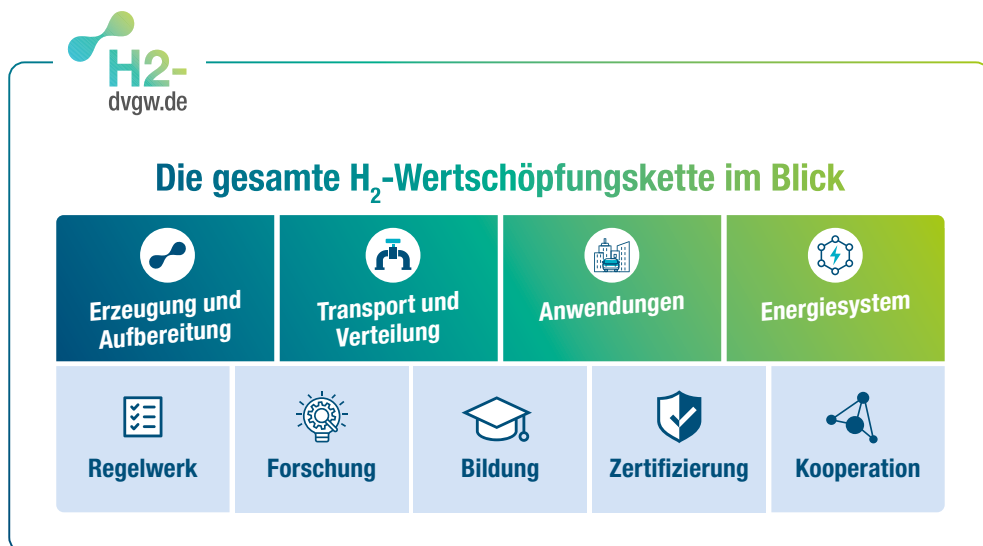 H2-
dvgw.de
Die gesamte H₂-Wertschöpfungskette im Blick
Erzeugung und
Aufbereitung
Transport und
Verteilung
Anwendungen
Energiesystem
Regelwerk
Forschung
Bildung
Zertifizierung
Kooperation